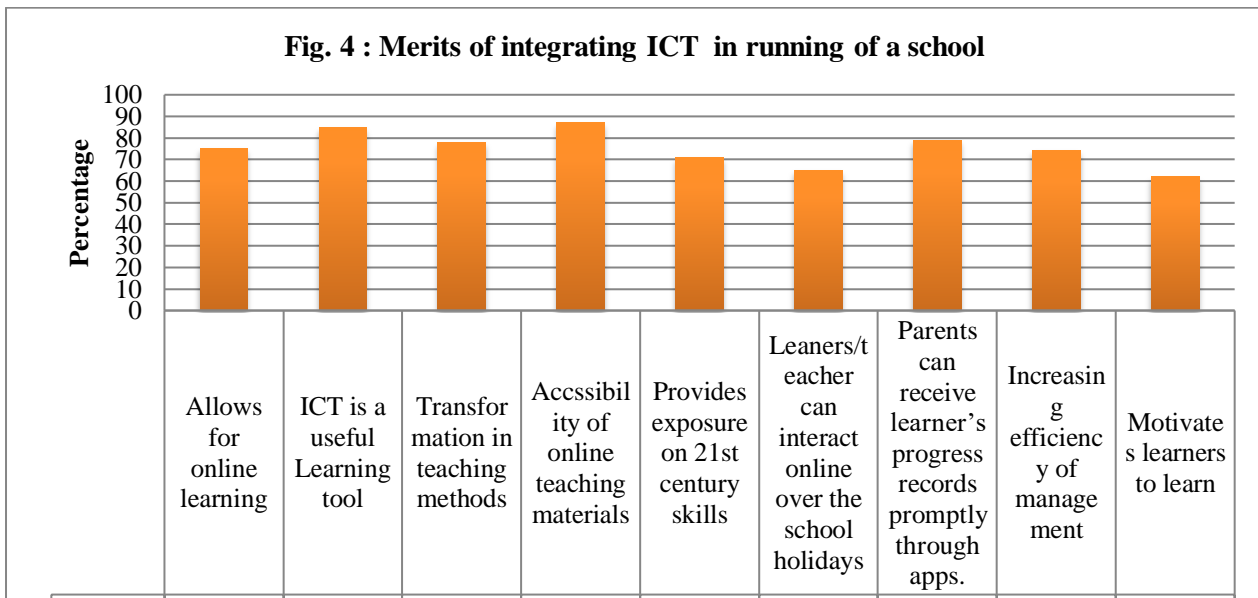 Fig. 4 : Merits of integrating ICT in running of a school
Percentage
100
90
80
70
60
50
40
30
20
10
0
Allows
for
online
learning
ICT is a
useful
Learning
tool
Transfor
mation in
teaching
methods
Accssibil
ity of
online
teaching
materials
Provides
exposure
on 21st
century
skills
Leaners/t
eacher
can
interact
online
over the
school
holidays
Parents
can
receive
learner’s
progress
records
promptly
through
apps.
Increasin
g
efficienc
y of
manage
ment
Motivate
s learners
to learn